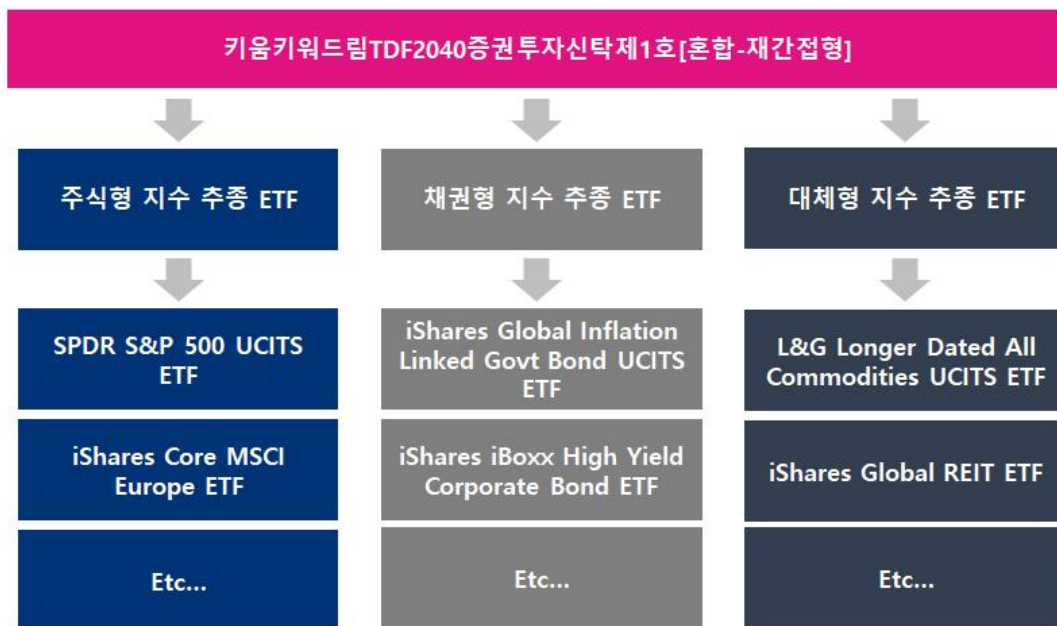 키움키워드림TDF2040증권투자신탁제1호[혼합-재간접형]
주식형 지수 추종 ETF
채권형 지수 추종 ETF
대체형 지수 추종 ETF
SPDR S&P 500 UCITS
ETF
iShares Global Inflation
Linked Govt Bond UCITS
ETF
L&G Longer Dated All
Commodities UCITS ETF
iShares Core MSCI
Europe ETF
iShares iBoxx High Yield
Corporate Bond ETF
iShares Global REIT ETF
Etc...
Etc...
Etc...